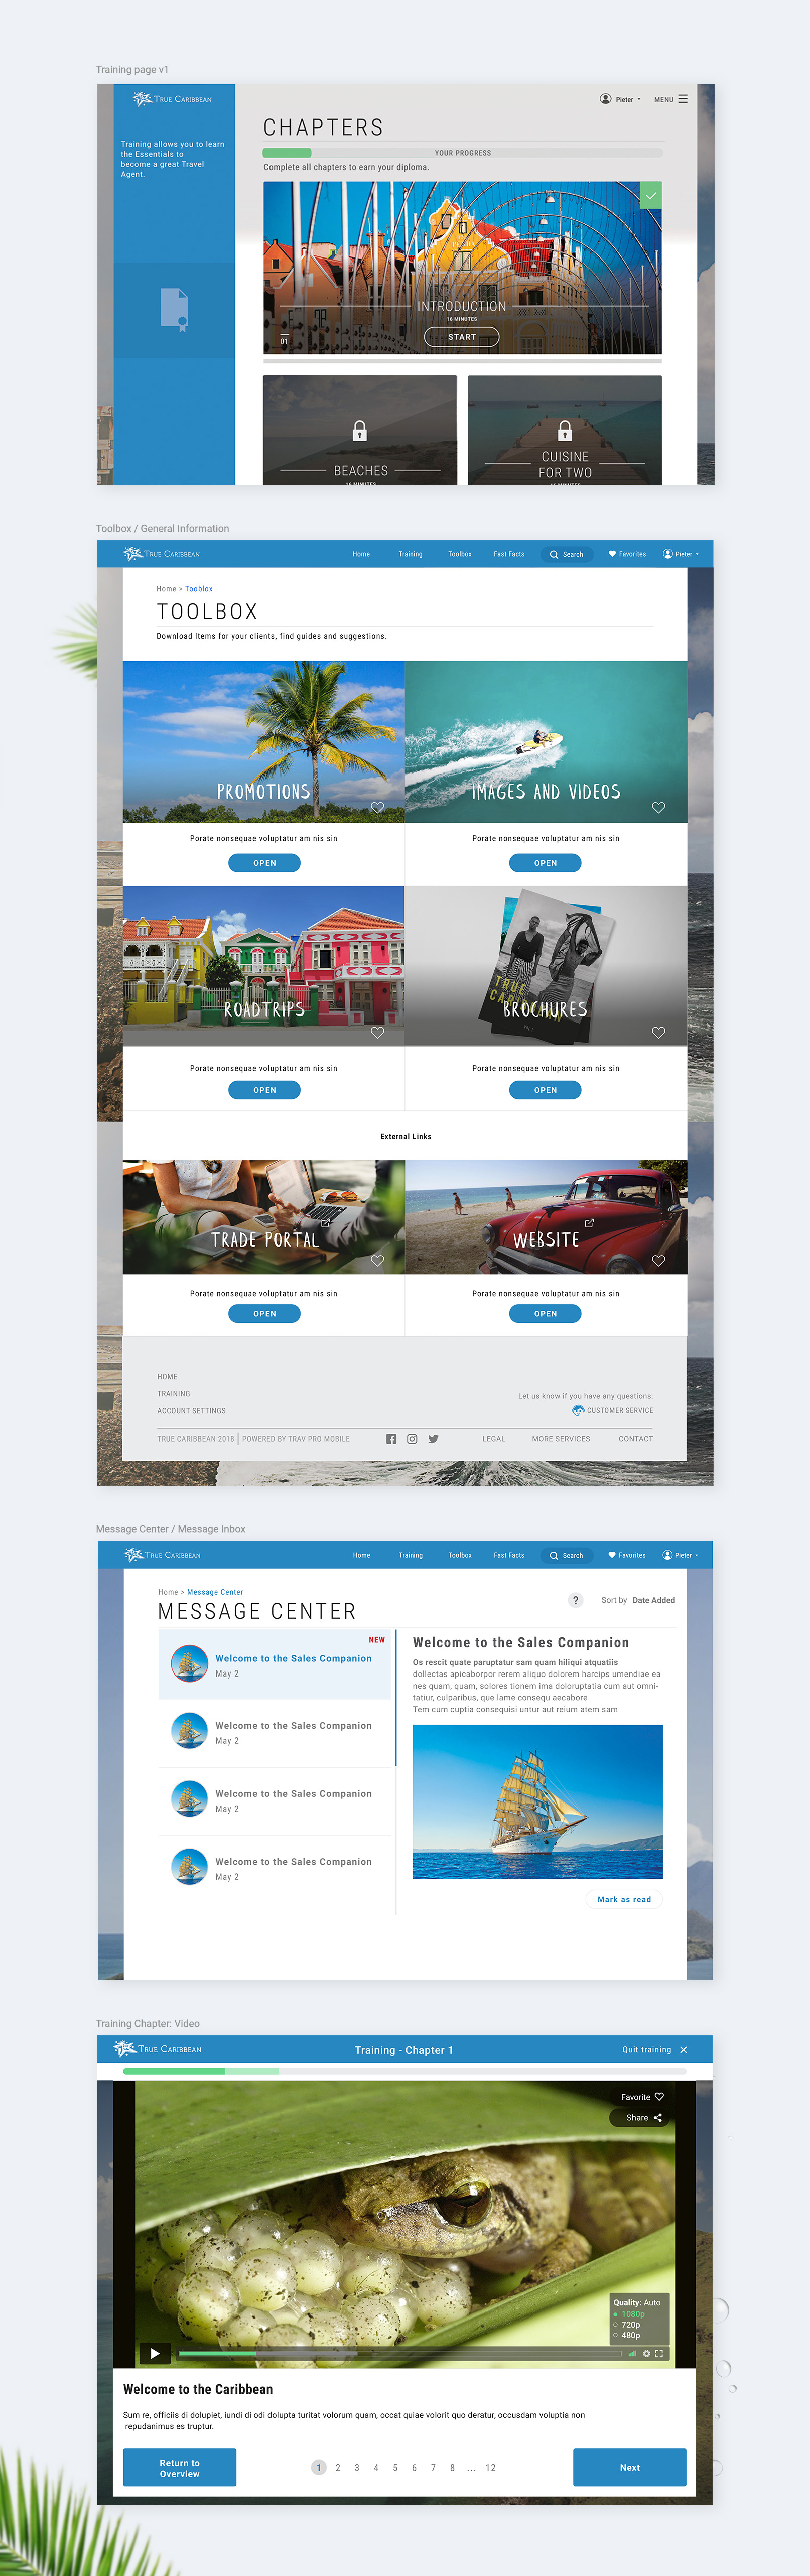 Training page v1
TRUE CARIBBEAN
Pieter
MENU
Training allows you to learn
the Essentials to
become a great Travel
Agent.
CHAPTERS
YOUR PROGRESS
Complete all chapters to earn your diploma.
INTRODUCTION
16 MINUTES
START
01
BEACHES
16 MINUTES
CUISINE
FOR TWO
16 MINUTES
Toolbox / General Information
TRUE CARIBBEAN
Home
Training
Toolbox
Fast Facts
Search
Favorites
Pieter
Home > Tooblox
TOOLBOX
Download Items for your clients, find guides and suggestions.
PROMOTIONS
IMAGES AND VIDEOS
Porate nonsequae voluptatur am nis sin
Porate nonsequae voluptatur am nis sin
OPEN
OPEN
ROADTRIPS
TRUE
BROCHURES
Porate nonsequae voluptatur am nis sin
Porate nonsequae voluptatur am nis sin
OPEN
OPEN
External Links
TRADE PORTAL
WEBSITE
Porate nonsequae voluptatur am nis sin
Porate nonsequae voluptatur am nis sin
OPEN
OPEN
HOME
TRAINING
ACCOUNT SETTINGS
Let us know if you have any questions:
CUSTOMER SERVICE
TRUE CARIBBEAN 2018 | POWERED BY TRAV PRO MOBILE
LEGAL
MORE SERVICES
CONTACT
Message Center / Message Inbox
TRUE CARIBBEAN
Home
Training
Toolbox
Fast Facts
Search
Favorites
Pieter
Home > Message Center
MESSAGE CENTER
?
Sort by Date Added
NEW
Welcome to the Sales Companion
May 2
Welcome to the Sales Companion
May 2
Welcome to the Sales Companion
May 2
Welcome to the Sales Companion
May 2
Welcome to the Sales Companion
Os rescit quate paruptatur sam quam hiliqui atquatiis
dollectas apicaborpor rerem aliquo dolorem harcips umendiae ea
nes quam, quam, solores tionem ima doloruptatia cum aut omni-
tatiur, culparibus, que lame consequ aecabore
Tem cum cuptia consequisi untur aut reium atem sam
Mark as read
Training Chapter: Video
TRUE CARIBBEAN
Training - Chapter 1
Quit training
Favorite
Share
Quality: Auto
1080p
720p
480p
Welcome to the Caribbean
Sum re, officiis di dolupiet, iundi di odi dolupta turitat volorum quam, occat quiae volorit quo deratur, occusdam voluptia non
repudanimus es truptur.
Return to
Overview
1 2 3 4 5 6 7 8 ... 12
Next